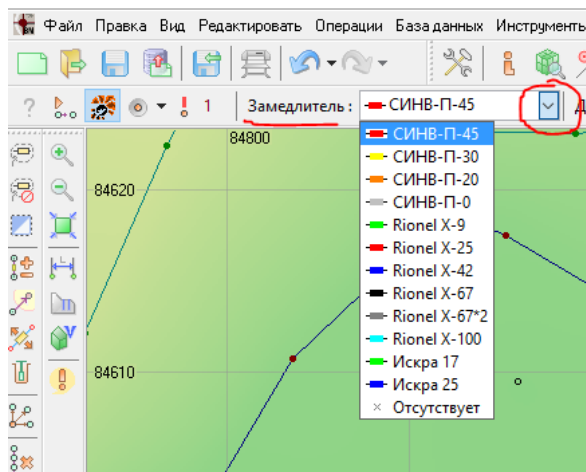 Файл Правка Вид Редактировать Операции База данных Инструменты
? 1 Замедлитель : СИНВ-П-45
84800
СИНВ-П-45
СИНВ-П-30
84620 СИНВ-П-20
СИНВ-П-0
Rionel X-9
Rionel X-25
Rionel X-42
Rionel X-67
Rionel X-67*2
Rionel X-100
84610 Искра 17
Искра 25
Отсутствует